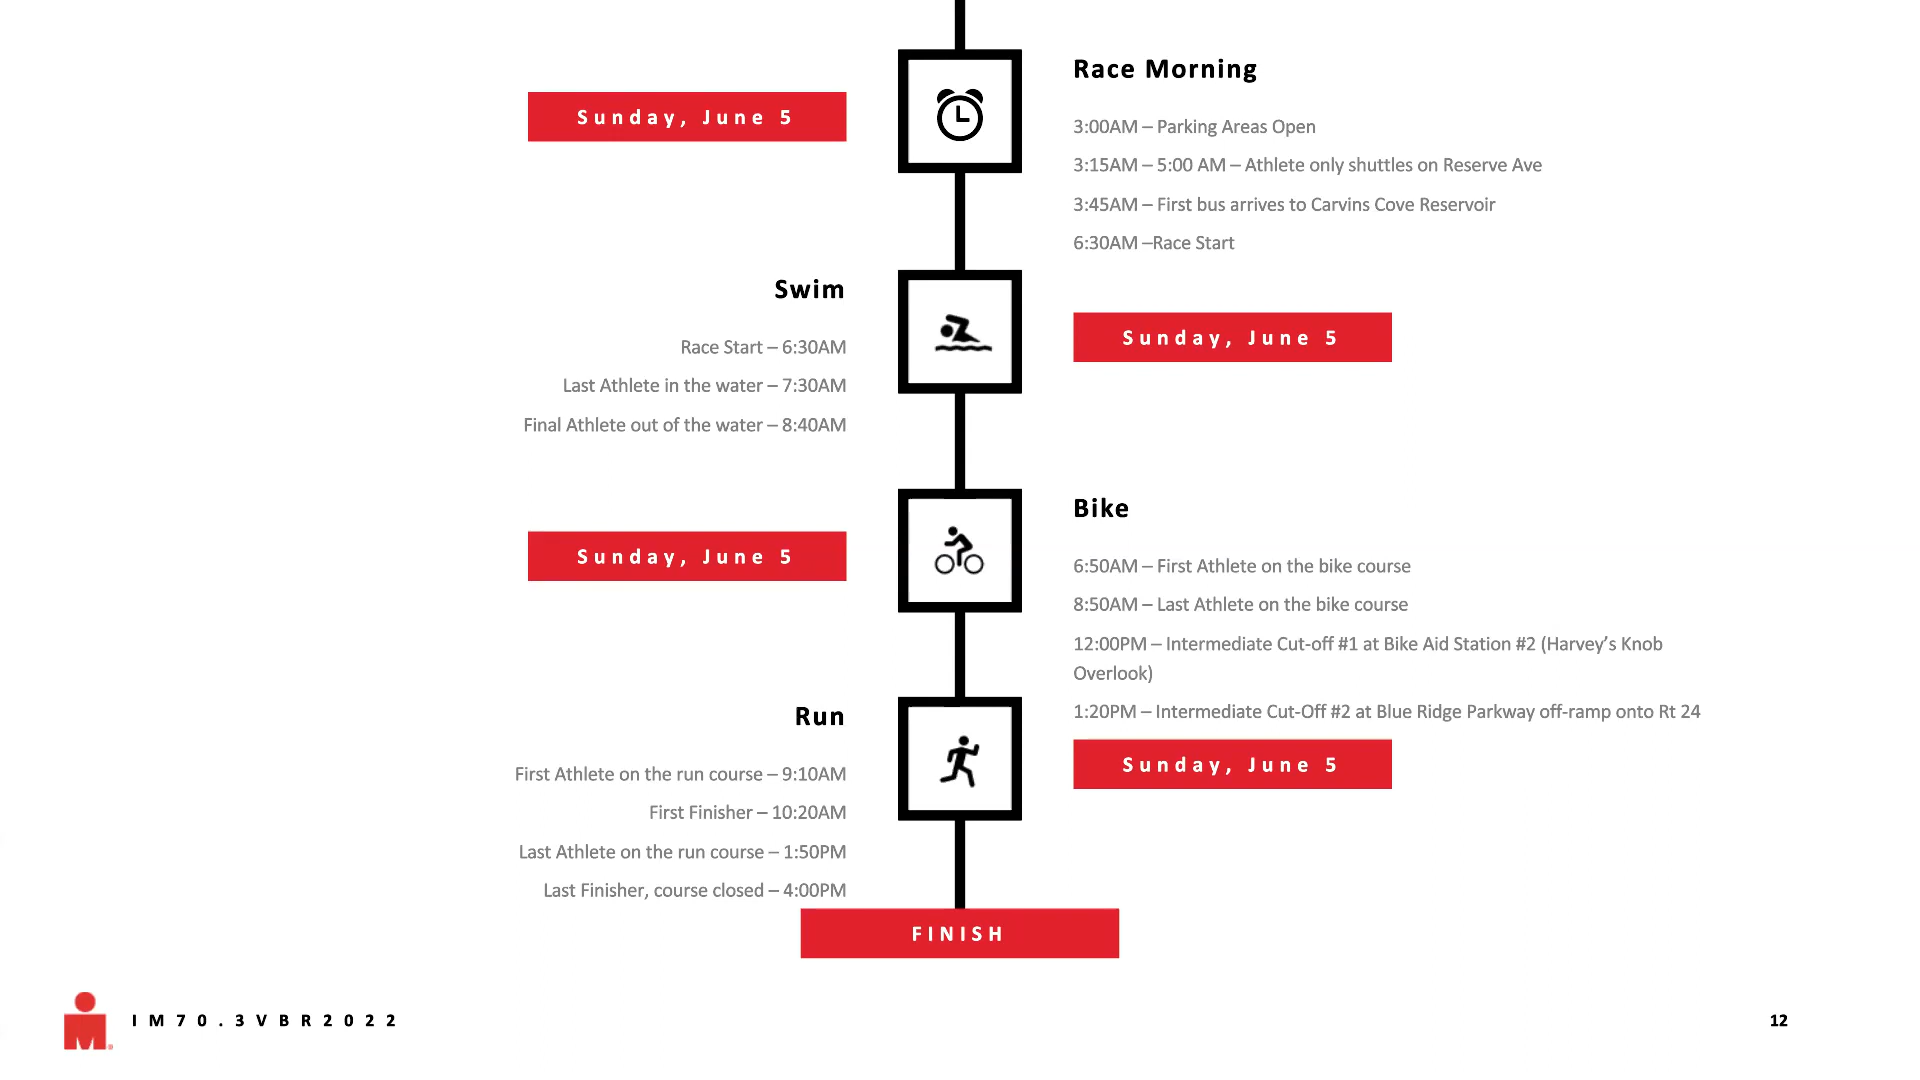 Sunday, June 5
Race Morning
3:00AM – Parking Areas Open
3:15AM – 5:00 AM – Athlete only shuttles on Reserve Ave
3:45AM – First bus arrives to Carvins Cove Reservoir
6:30AM –Race Start
Swim
Race Start – 6:30AM
Last Athlete in the water – 7:30AM
Final Athlete out of the water – 8:40AM
Sunday, June 5
Sunday, June 5
Bike
6:50AM – First Athlete on the bike course
8:50AM – Last Athlete on the bike course
12:00PM – Intermediate Cut-off #1 at Bike Aid Station #2 (Harvey’s Knob
Overlook)
1:20PM – Intermediate Cut-Off #2 at Blue Ridge Parkway off-ramp onto Rt 24
Run
First Athlete on the run course – 9:10AM
First Finisher – 10:20AM
Last Athlete on the run course – 1:50PM
Last Finisher, course closed – 4:00PM
Sunday, June 5
FINISH
IM70.3VBR2022
12